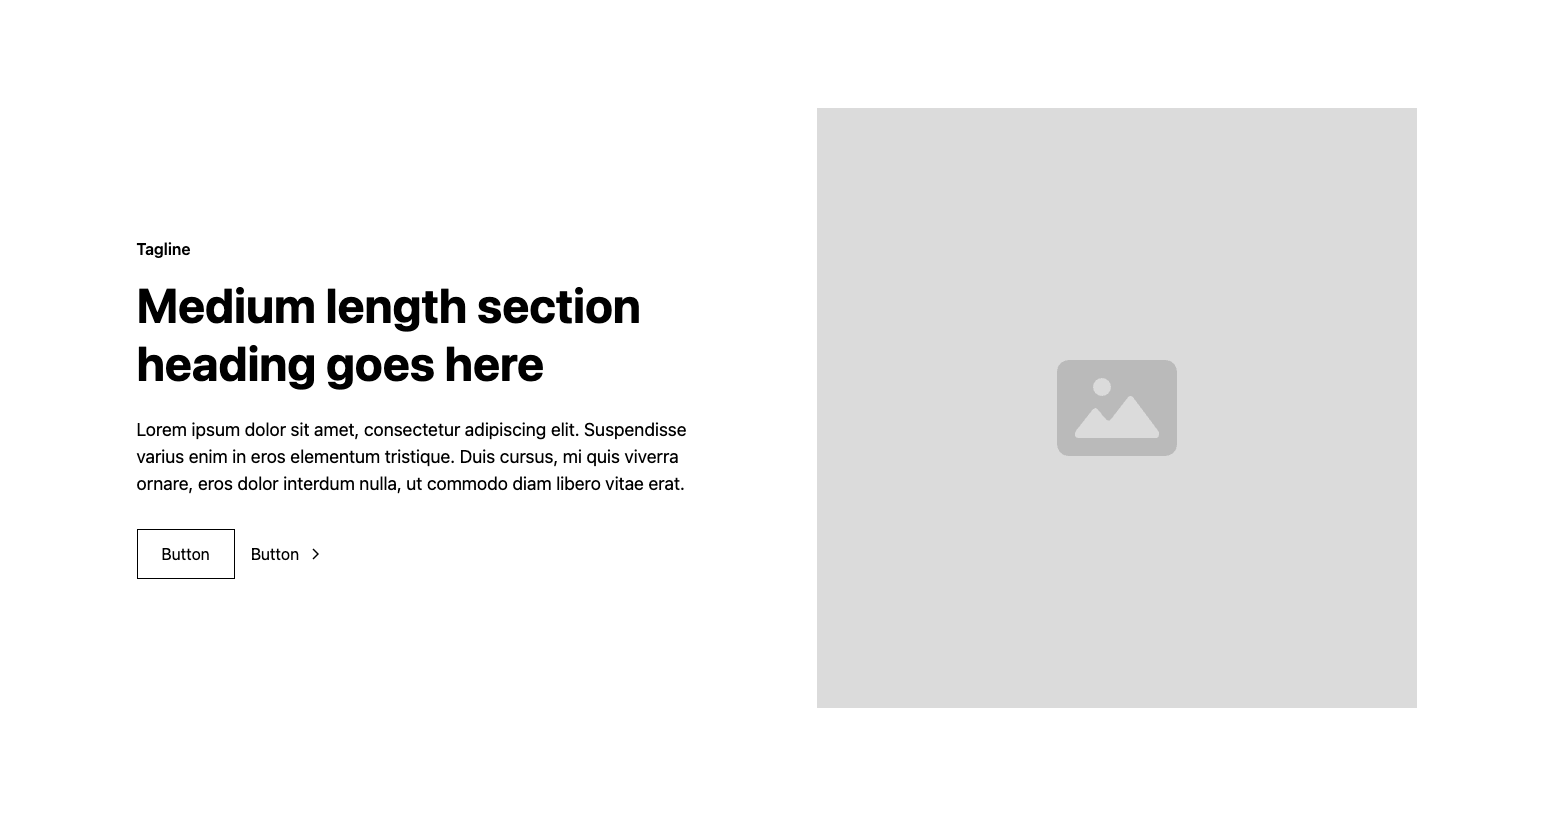 Tagline
Medium length section
heading goes here
Lorem ipsum dolor sit amet, consectetur adipiscing elit. Suspendisse
varius enim in eros elementum tristique. Duis cursus, mi quis viverra
ornare, eros dolor interdum nulla, ut commodo diam libero vitae erat.
Button Button